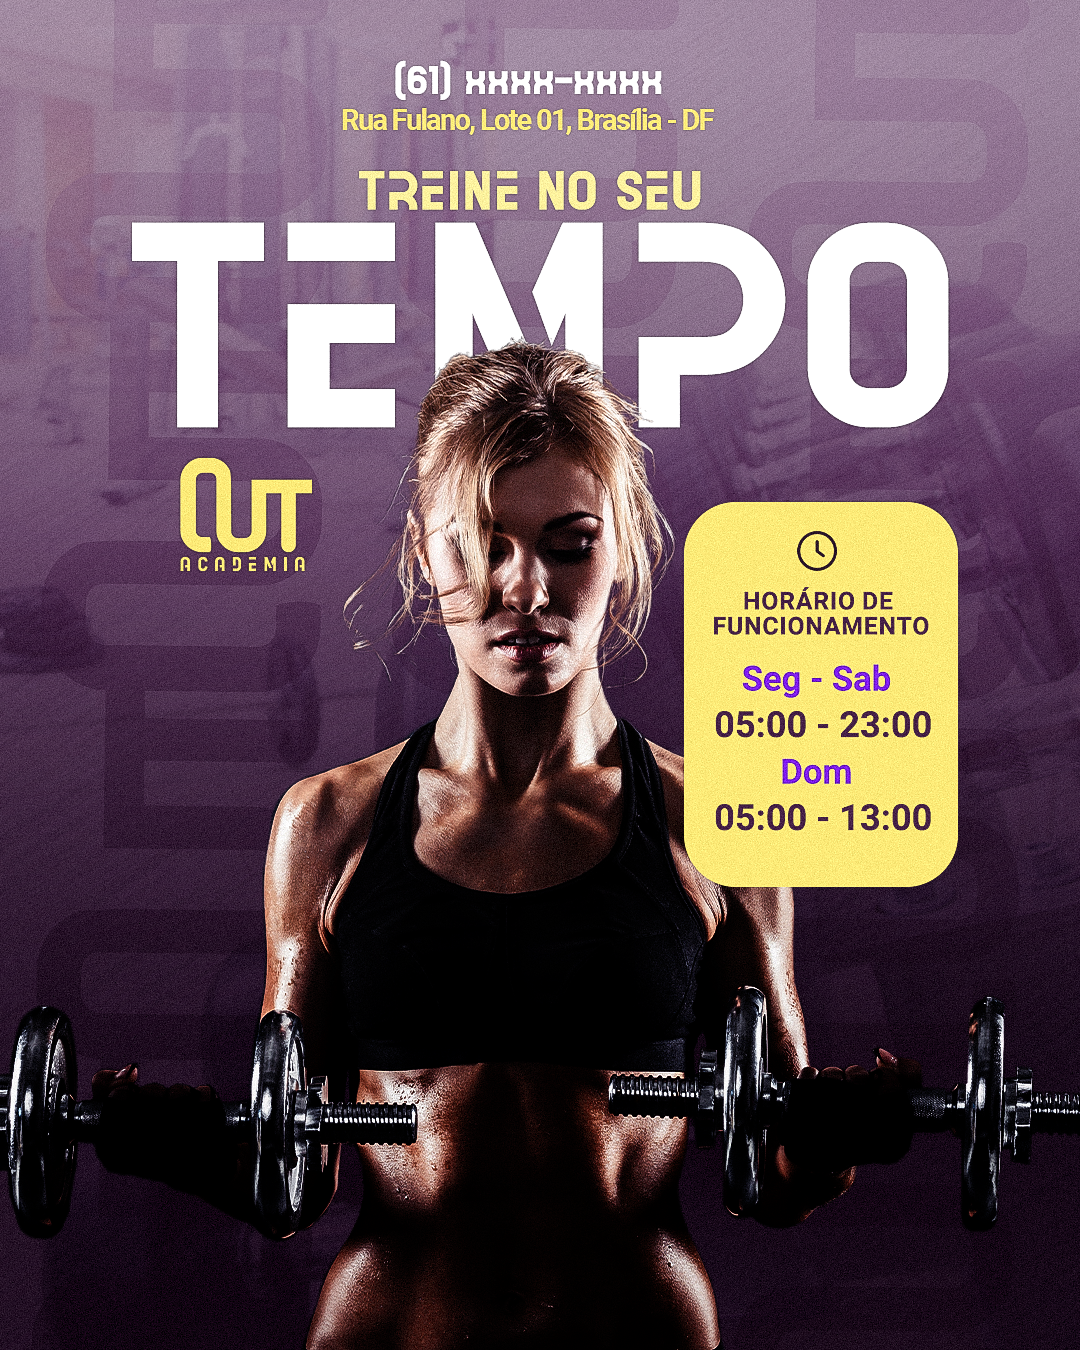 (61) xxxx-xxxx
Rua Fulano, Lote 01, Brasília - DF
TREINE NO SEU
TEMPO
OUT
ACADEMIA
HORÁRIO DE
FUNCIONAMENTO
Seg - Sab
05:00 - 23:00
Dom
05:00 - 13:00